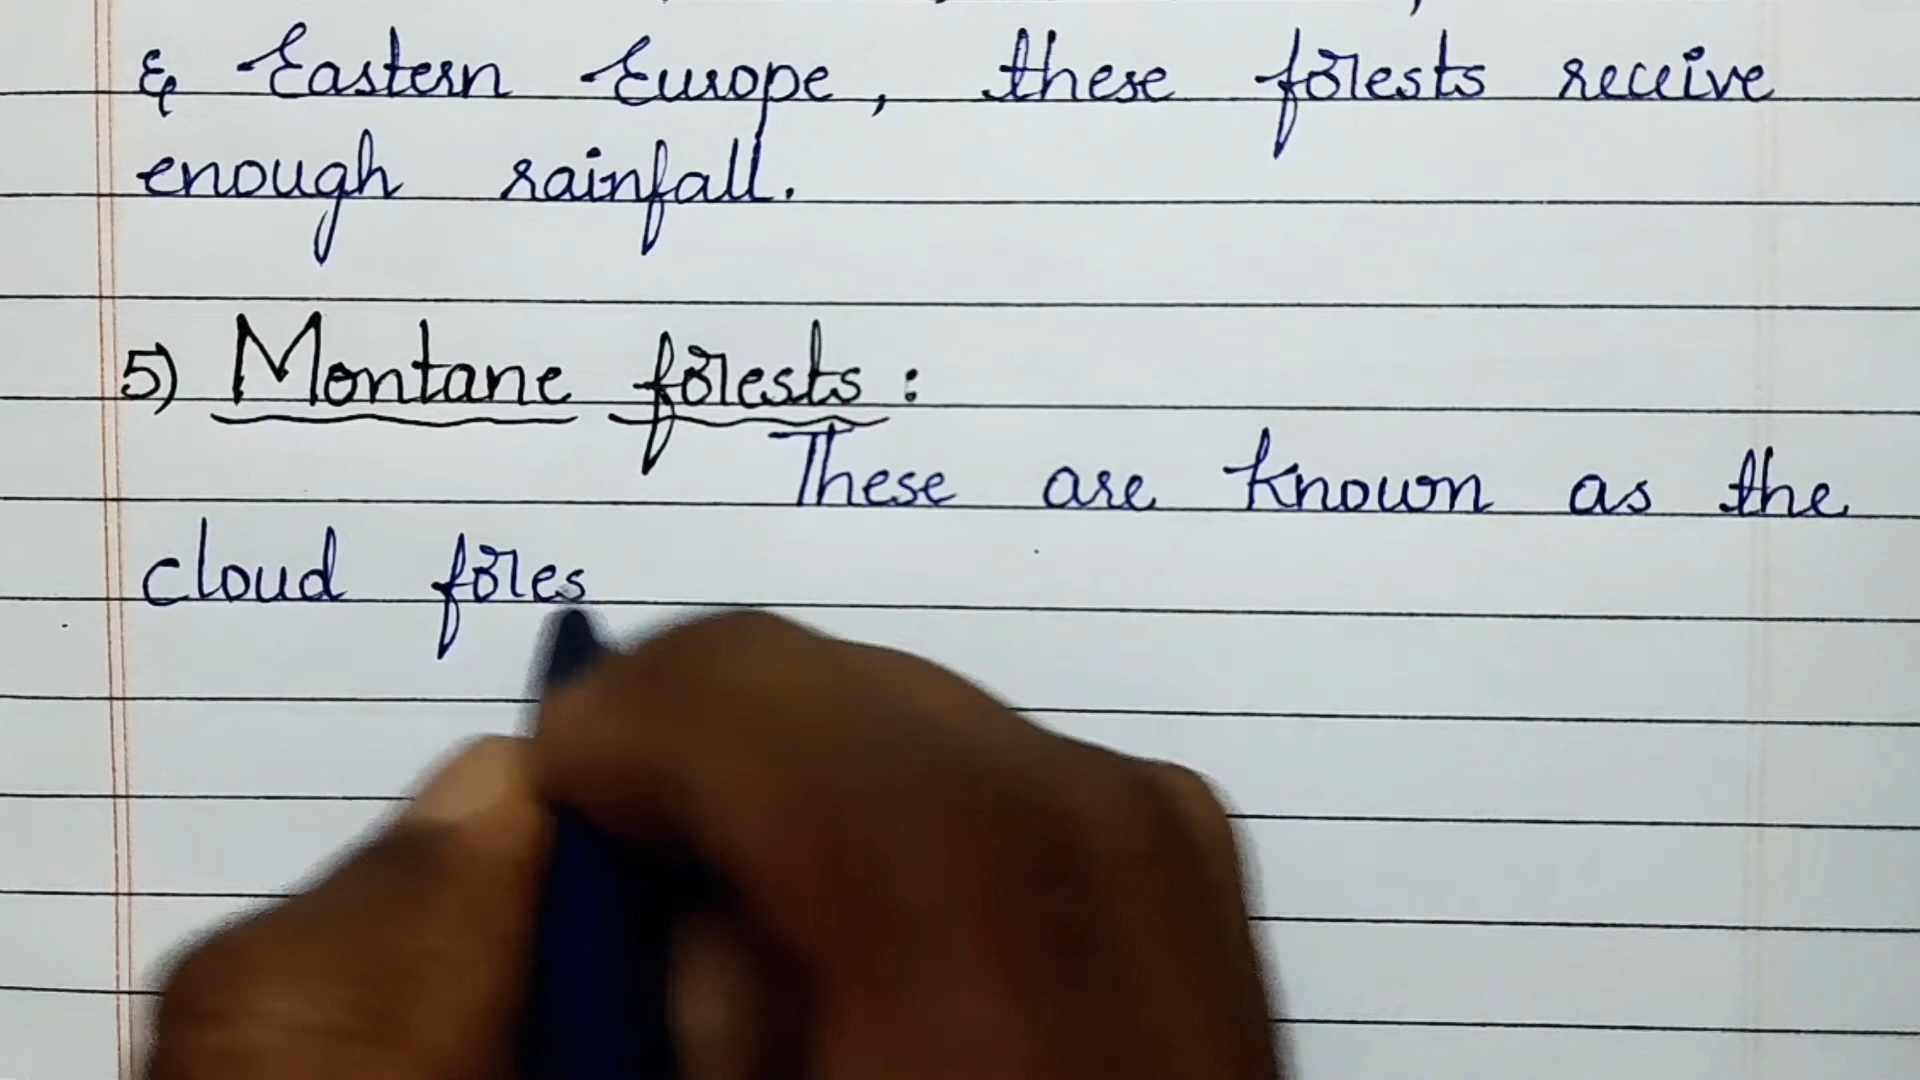 & Eastern Europe, these forests receive
enough rainfall.
5) Montane forests:
These are known as the
cloud fores